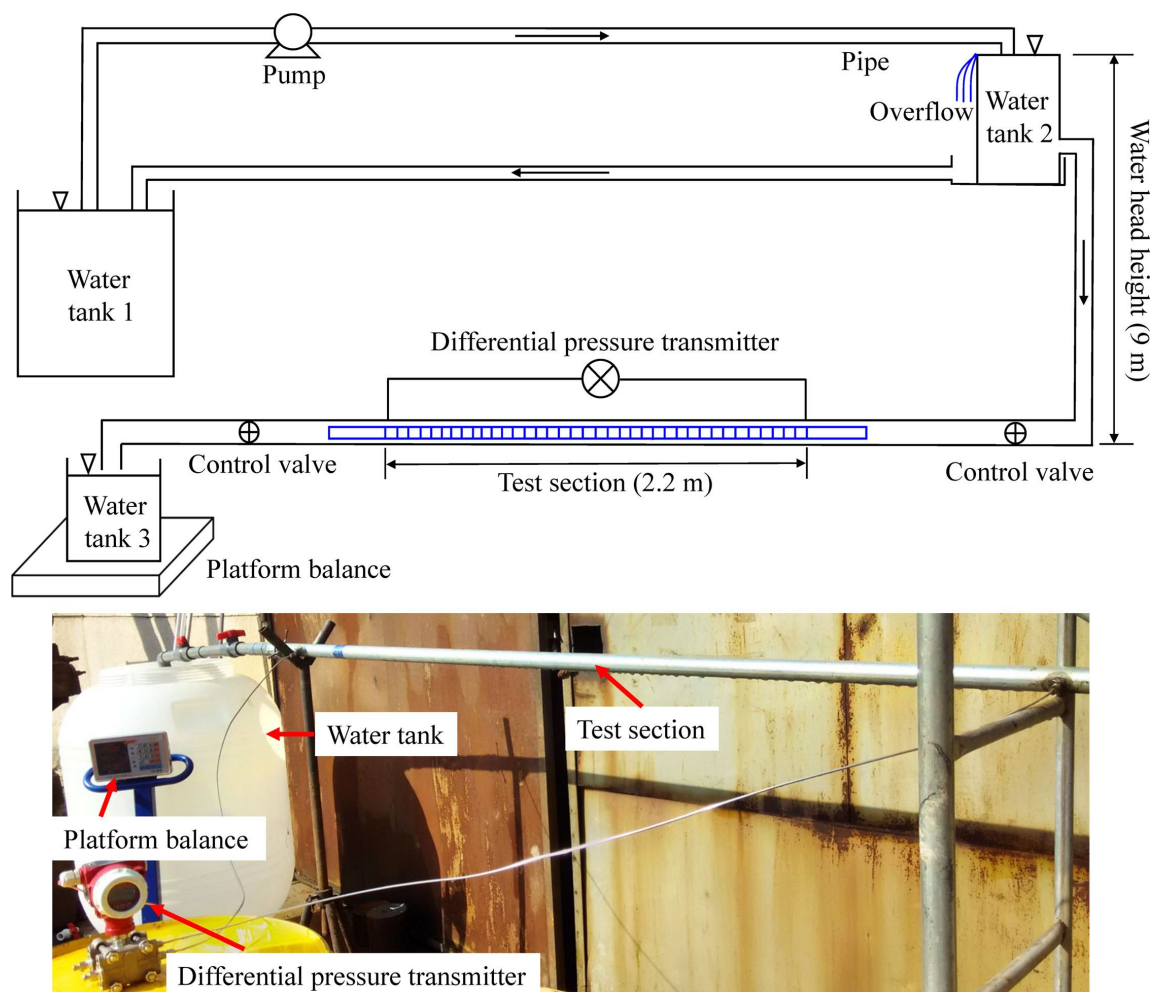 Pump
Pipe
Overflow
Water
tank 2
Water head height (9 m)
Water
tank 1
Differential pressure transmitter
Control valve
Test section (2.2 m)
Control valve
Water
tank 3
Platform balance
Water tank
Test section
Platform balance
Differential pressure transmitter